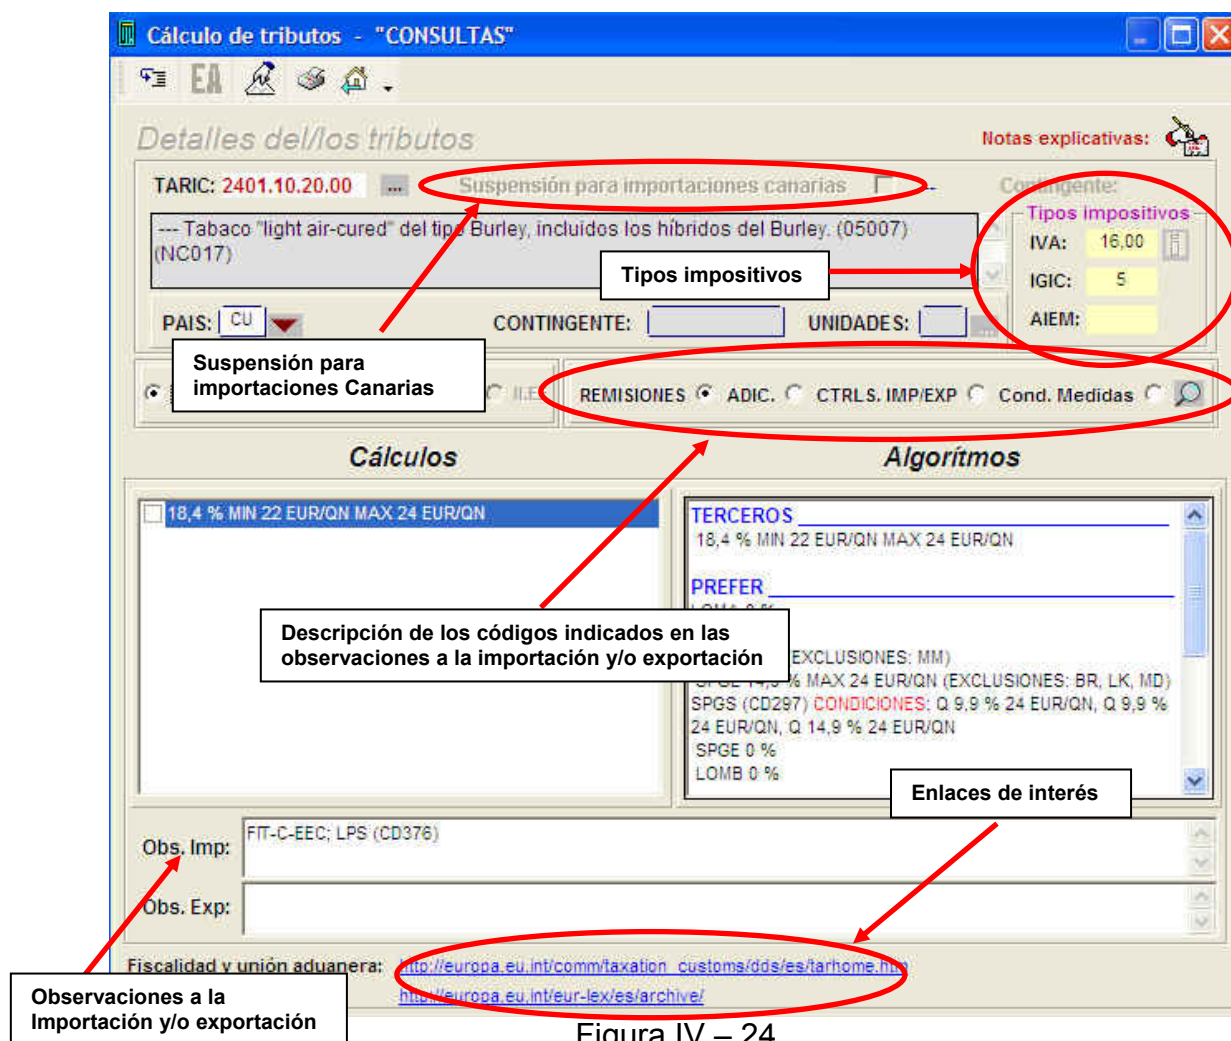 Cálculo de tributos - "CONSULTAS"
EA
Detalles del/los tributos
Notas explicativas:
TARIC: 2401.10.20.00 ...
Suspensión para importaciones canarias
Contingente:
--- Tabaco "light air-cured" del tipo Burley, incluidos los híbridos del Burley. (05007)
(NC017)
Tipos impositivos
Tipos impositivos
IVA: 16,00
IGIC: 5
AIEM:
PAIS: CU
CONTINGENTE:
UNIDADES:
Suspensión para
importaciones Canarias
REMISIONES
ADIC.
CTRLS. IMP/EXP
Cond. Medidas
Cálculos
Algorítmos
18,4 % MIN 22 EUR/QN MAX 24 EUR/QN
TERCEROS
18,4 % MIN 22 EUR/QN MAX 24 EUR/QN
PREFER
Descripción de los códigos indicados en las
observaciones a la importación y/o exportación
EXCLUSIONES: MM)
SPGE 14,9 % MAX 24 EUR/QN (EXCLUSIONES: BR, LK, MD)
SPGS (CD297) CONDICIONES: Q 9,9 % 24 EUR/QN, Q 9,9 %
24 EUR/QN, Q 14,9 % 24 EUR/QN
SPGE 0 %
LOMB 0 %
Enlaces de interés
Obs. Imp:
FIT-C-EEC; LPS (CD376)
Obs. Exp:
Fiscalidad y unión aduanera:
http://europa.eu.int/comm/taxation_customs/dds/es/tarhome.htm
http://europa.eu.int/eur-lex/es/archive/
Observaciones a la
Importación y/o exportación
Figura IV – 24